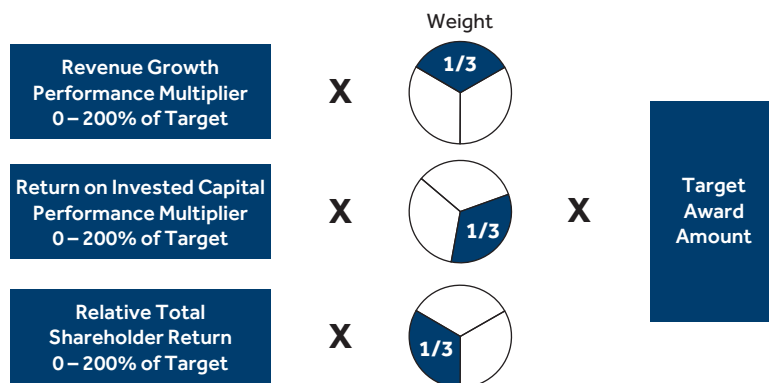 Weight
Revenue Growth
Performance Multiplier
0 – 200% of Target
X
1/3
Return on Invested Capital
Performance Multiplier
0 – 200% of Target
X
1/3
X
Target
Award
Amount
Relative Total
Shareholder Return
0 – 200% of Target
X
1/3